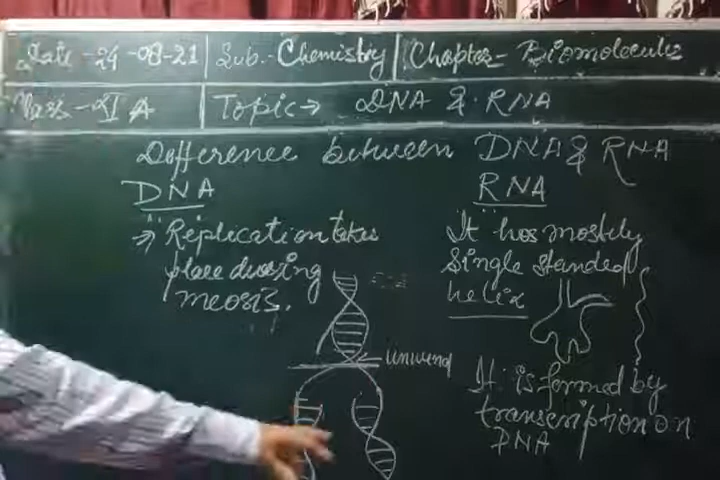 Date - 24 - 08-21 Sub. - Chemistry Chapter - Biomolecules
Class - XI A Topic → DNA & RNA
Difference between DNA & RNA
DNA
→ Replication takes
place during
meosis.
Unwind
RNA
It has mostly
single standed
helix
It is formed by
transcription on
DNA